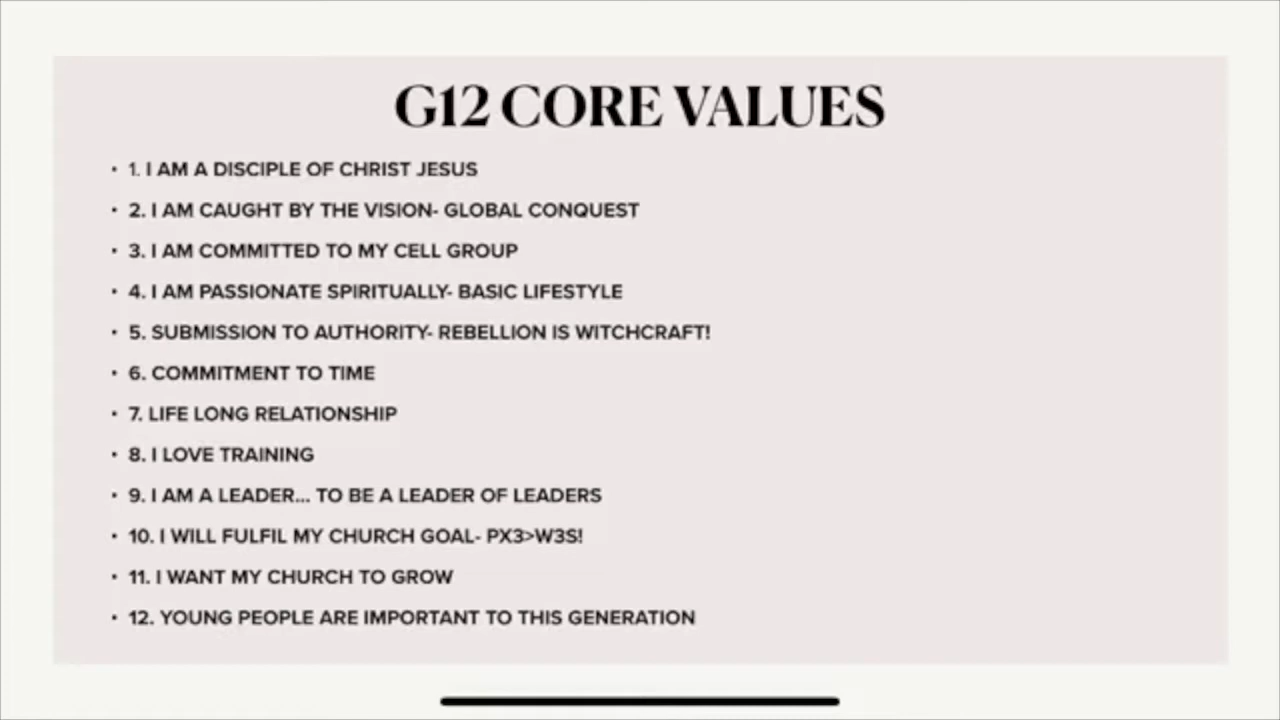 G12 CORE VALUES
• 1. I AM A DISCIPLE OF CHRIST JESUS
• 2. I AM CAUGHT BY THE VISION- GLOBAL CONQUEST
• 3. I AM COMMITTED TO MY CELL GROUP
• 4. I AM PASSIONATE SPIRITUALLY- BASIC LIFESTYLE
• 5. SUBMISSION TO AUTHORITY- REBELLION IS WITCHCRAFT!
• 6. COMMITMENT TO TIME
• 7. LIFE LONG RELATIONSHIP
• 8. I LOVE TRAINING
• 9. I AM A LEADER... TO BE A LEADER OF LEADERS
• 10. I WILL FULFIL MY CHURCH GOAL- PX3>W3S!
• 11. I WANT MY CHURCH TO GROW
• 12. YOUNG PEOPLE ARE IMPORTANT TO THIS GENERATION